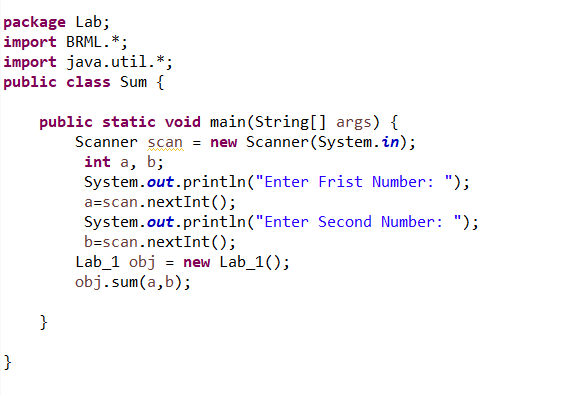 package Lab;
import BRML.*;
import java.util.*;
public class Sum {
public static void main(String[] args) {
Scanner scan = new Scanner(System.in);
int a, b;
System.out.println("Enter Frist Number: ");
a=scan.nextInt();
System.out.println("Enter Second Number: ");
b=scan.nextInt();
Lab_1 obj = new Lab_1();
obj.sum(a,b);
}
}